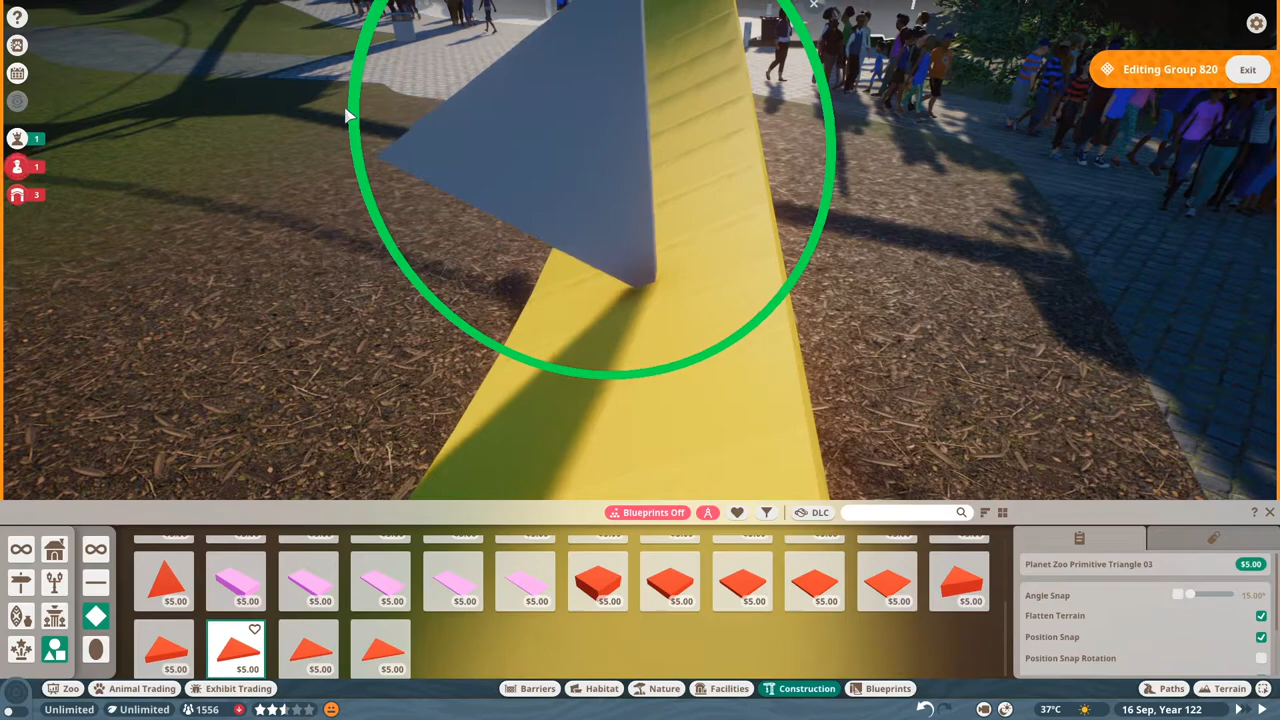 ?
Editing Group 820
Exit
1
1
3
Blueprints Off
DLC
? ×
$5.00 $5.00 $5.00 $5.00 $5.00 $5.00 $5.00 $5.00 $5.00 $5.00 $5.00 $5.00
$5.00 $5.00 $5.00 $5.00
Planet Zoo Primitive Triangle 03 $5.00
Angle Snap 15.00°
Flatten Terrain
Position Snap
Position Snap Rotation
Zoo Animal Trading Exhibit Trading Barriers Habitat Nature Facilities Construction Blueprints Paths Terrain
Unlimited Unlimited 1556 37°C 16 Sep, Year 122